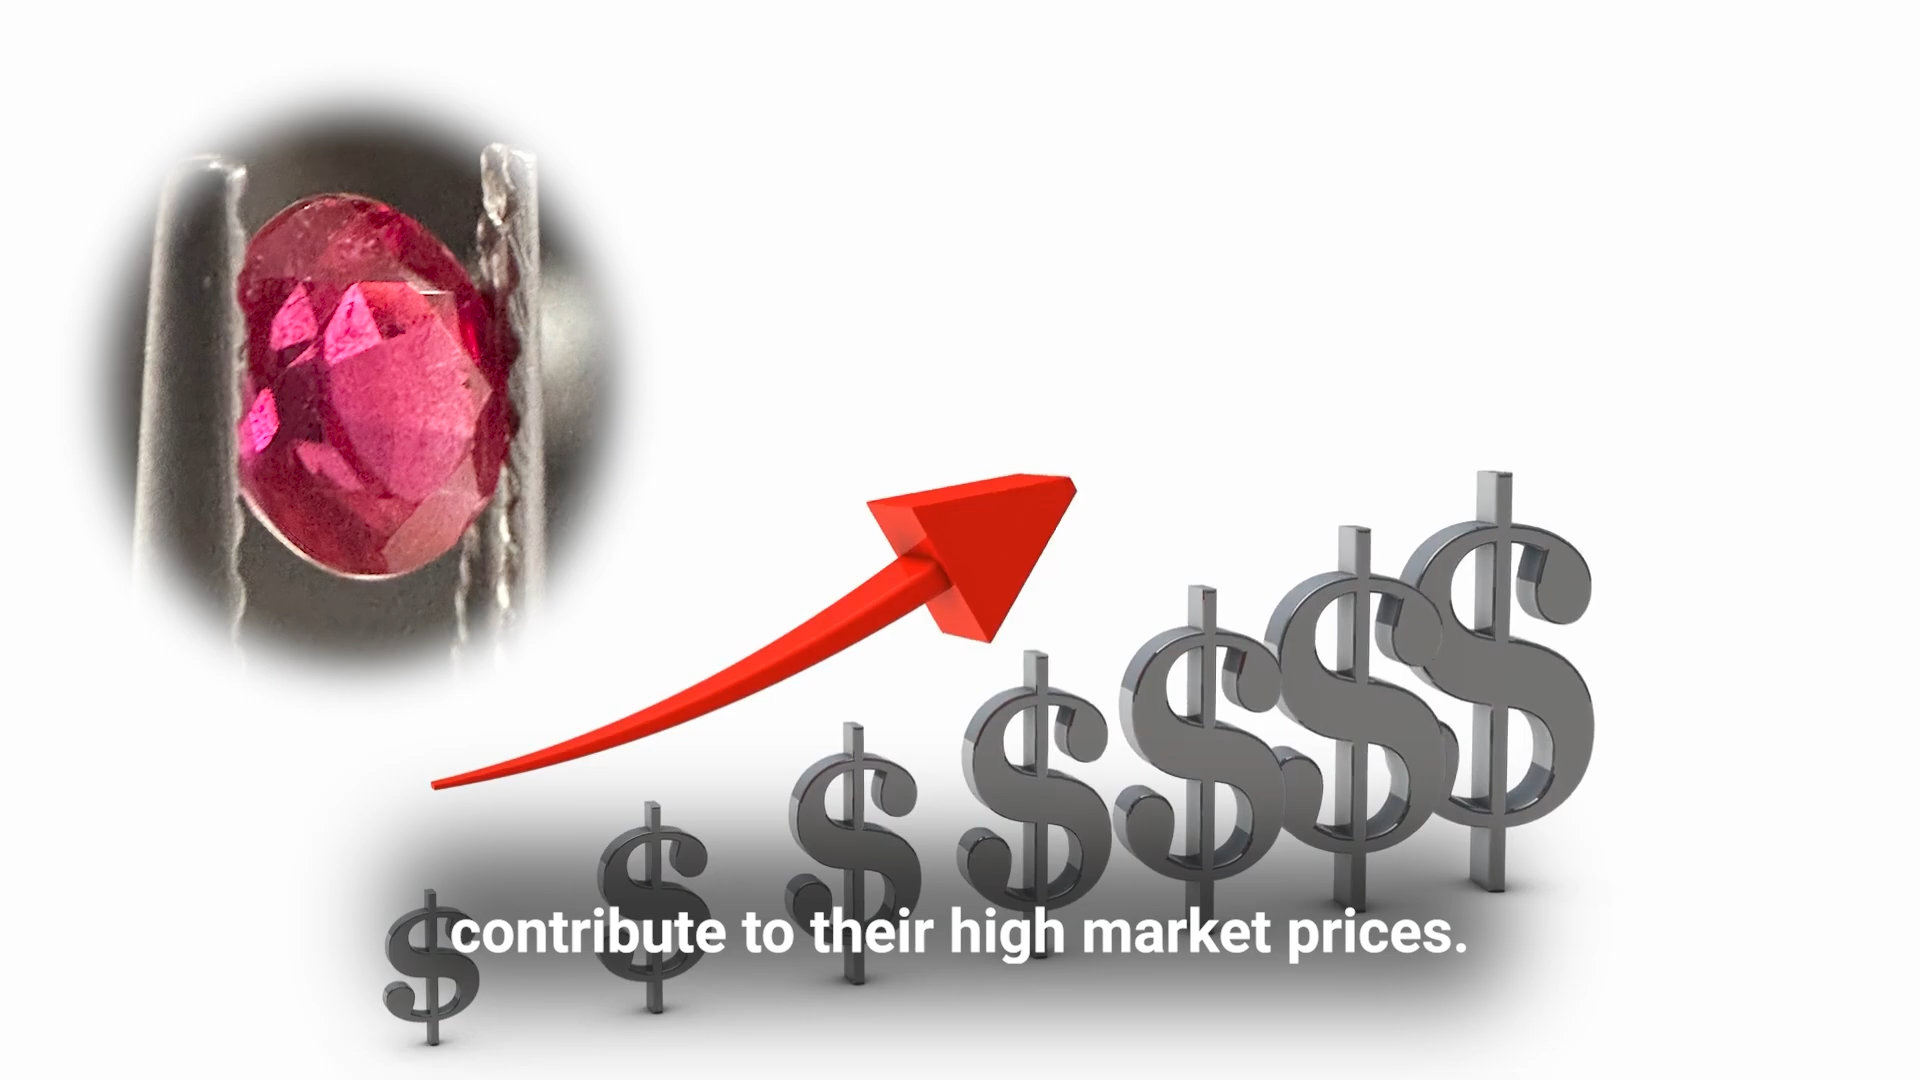 $ $ $ $ $ $ $
contribute to their high market prices.